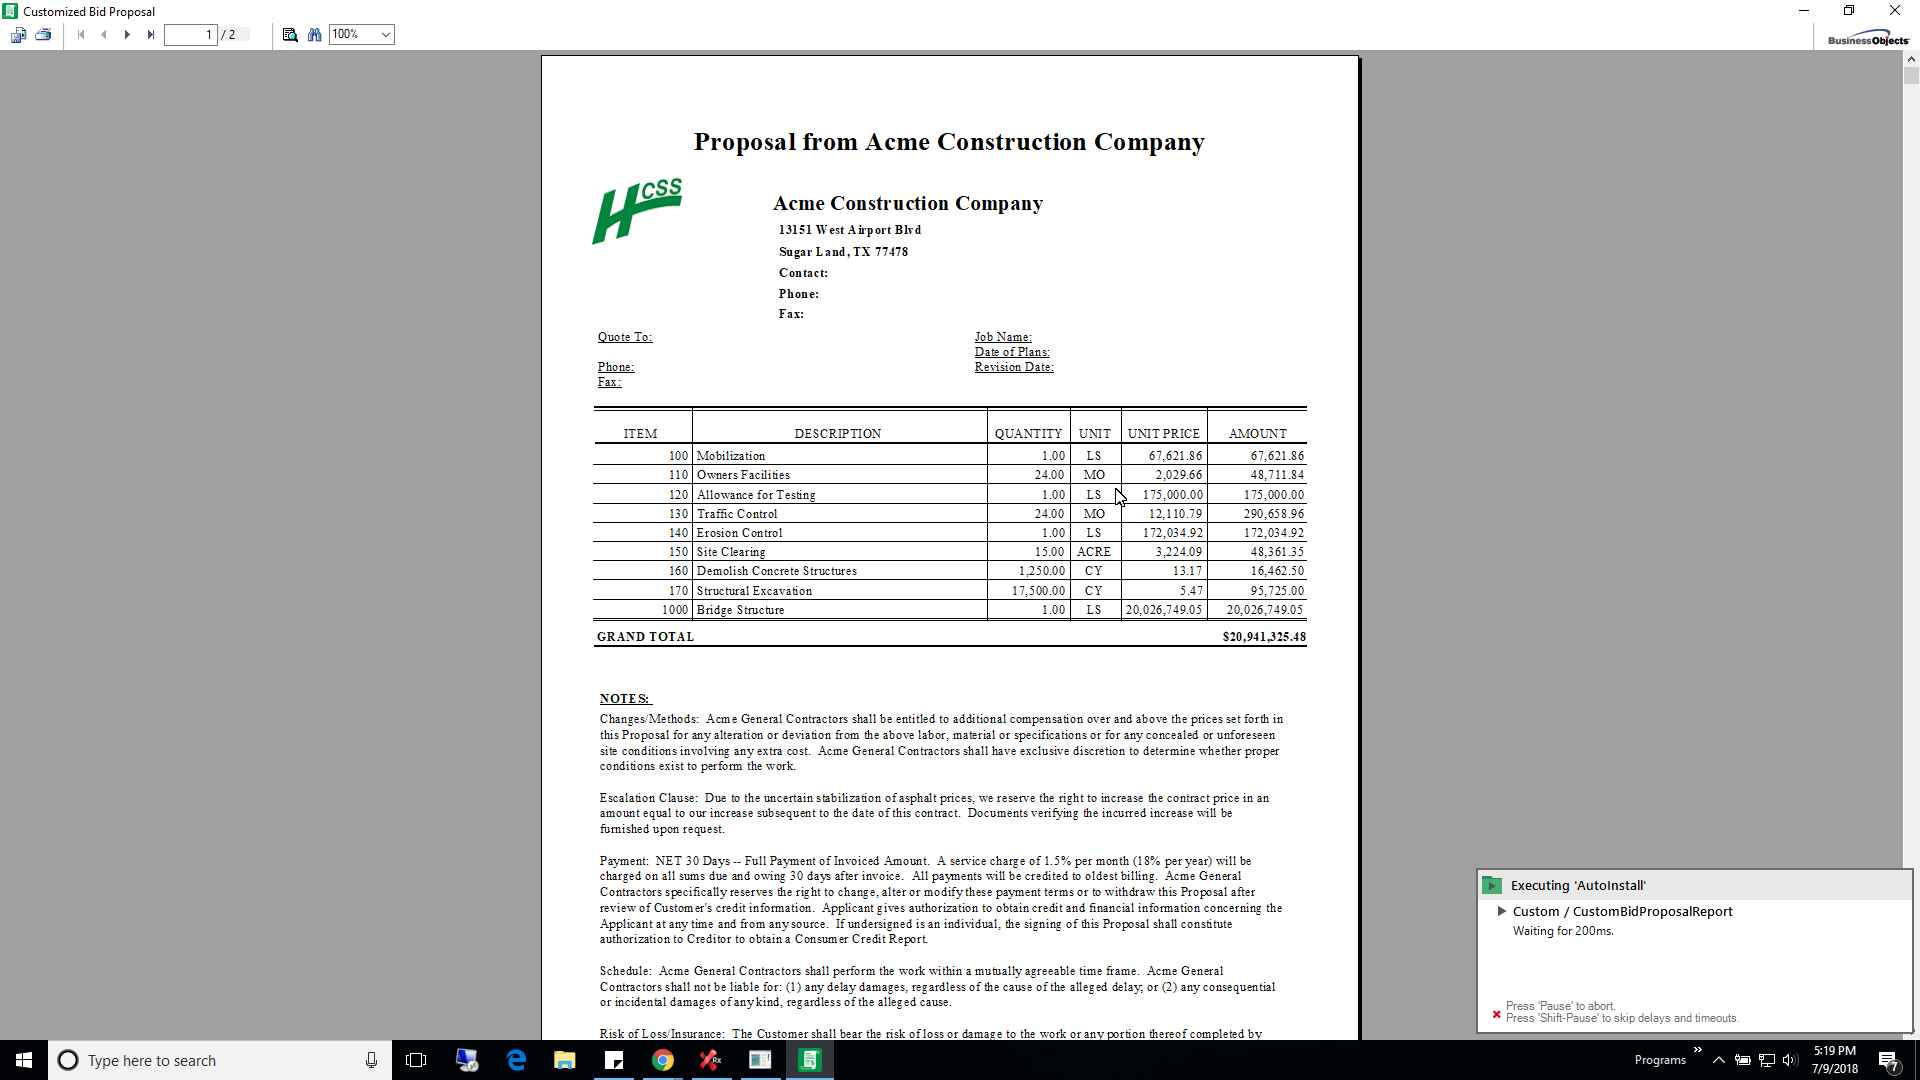 Customized Bid Proposal
1 / 2
100%
BusinessObjects
Proposal from Acme Construction Company
HCSS
Acme Construction Company
13151 West Airport Blvd
Sugar Land, TX 77478
Contact:
Phone:
Fax:
Quote To: Job Name:
Date of Plans:
Phone: Revision Date:
Fax:
ITEM DESCRIPTION QUANTITY UNIT UNIT PRICE AMOUNT
100 Mobilization 1.00 LS 67,621.86 67,621.86
110 Owners Facilities 24.00 MO 2,029.66 48,711.84
120 Allowance for Testing 1.00 LS 175,000.00 175,000.00
130 Traffic Control 24.00 MO 12,110.79 290,658.96
140 Erosion Control 1.00 LS 172,034.92 172,034.92
150 Site Clearing 15.00 ACRE 3,224.09 48,361.35
160 Demolish Concrete Structures 1,250.00 CY 13.17 16,462.50
170 Structural Excavation 17,500.00 CY 5.47 95,725.00
1000 Bridge Structure 1.00 LS 20,026,749.05 20,026,749.05
GRAND TOTAL $20,941,325.48
NOTES:
Changes/Methods: Acme General Contractors shall be entitled to additional compensation over and above the prices set forth in
this Proposal for any alteration or deviation from the above labor, material or specifications or for any concealed or unforeseen
site conditions involving any extra cost. Acme General Contractors shall have exclusive discretion to determine whether proper
conditions exist to perform the work.
Escalation Clause: Due to the uncertain stabilization of asphalt prices, we reserve the right to increase the contract price in an
amount equal to our increase subsequent to the date of this contract. Documents verifying the incurred increase will be
furnished upon request.
Payment: NET 30 Days -- Full Payment of Invoiced Amount. A service charge of 1.5% per month (18% per year) will be
charged on all sums due and owing 30 days after invoice. All payments will be credited to oldest billing. Acme General
Contractors specifically reserves the right to change, alter or modify these payment terms or to withdraw this Proposal after
review of Customer's credit information. Applicant gives authorization to obtain credit and financial information concerning the
Applicant at any time and from any source. If undersigned is an individual, the signing of this Proposal shall constitute
authorization to Creditor to obtain a Consumer Credit Report.
Schedule: Acme General Contractors shall perform the work within a mutually agreeable time frame. Acme General
Contractors shall not be liable for: (1) any delay damages, regardless of the cause of the alleged delay; or (2) any consequential
or incidental damages of any kind, regardless of the alleged cause.
Risk of Loss/Insurance: The Customer shall bear the risk of loss or damage to the work or any portion thereof completed by
Executing 'AutoInstall'
Custom / CustomBidProposalReport
Waiting for 200ms.
Press 'Pause' to abort.
Press 'Shift-Pause' to skip delays and timeouts.
Type here to search
Rx
Programs
5:19 PM
7/9/2018
7